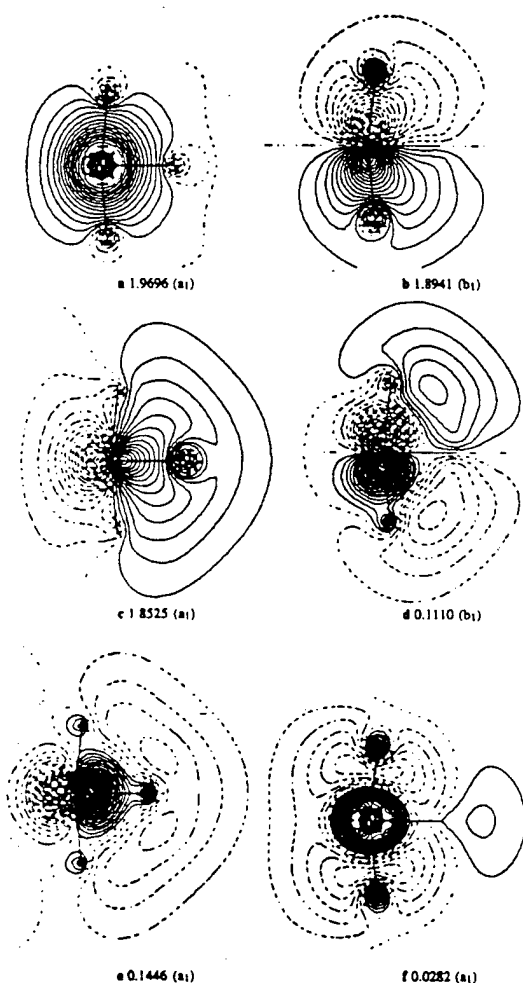 a 1.9696 (a1)
b 1.8941 (b1)
c 1.8525 (a1)
d 0.1110 (b1)
e 0.1446 (a1)
f 0.0282 (a1)